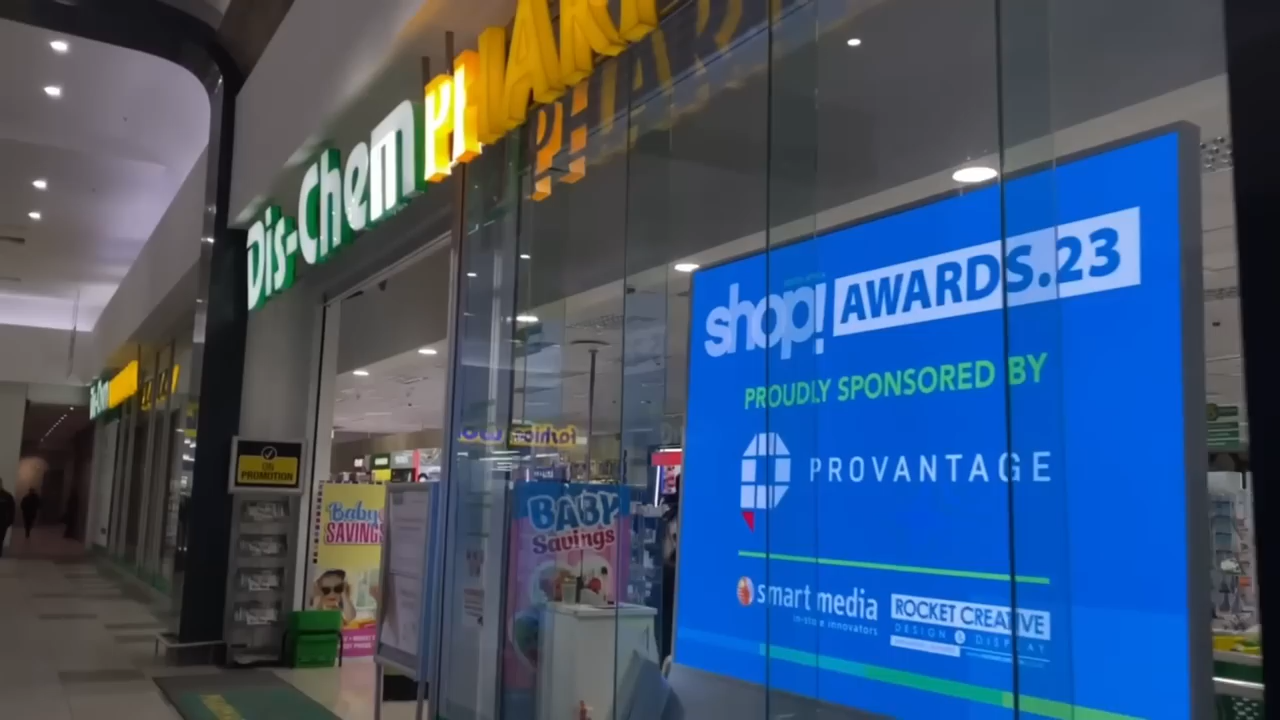 Dis-Chem PHARM
shop! AWARDS.23
PROUDLY SPONSORED BY
PROVANTAGE
smart media
in-store innovators
ROCKET CREATIVE
DESIGN & DISPLAY
ON
PROMOTION
Baby
SAVINGS
BABY
Savings